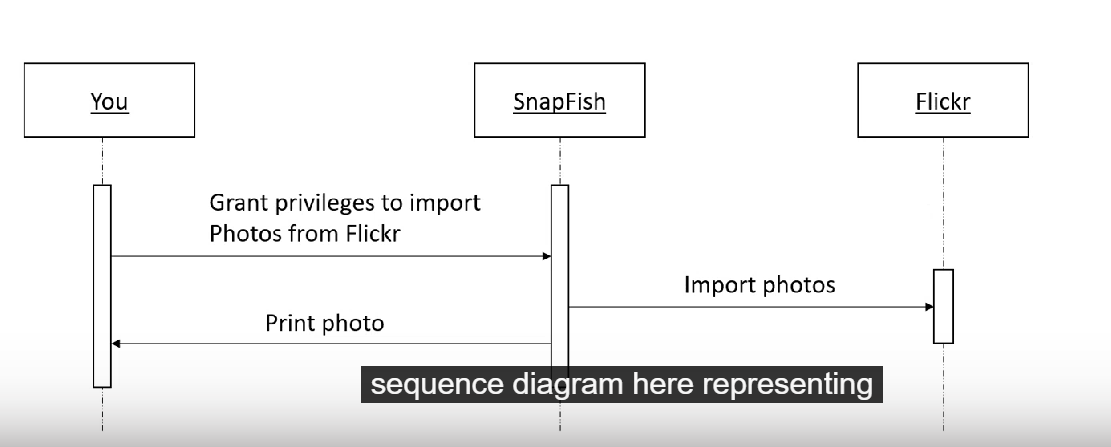 You
SnapFish
Flickr
Grant privileges to import
Photos from Flickr
Import photos
Print photo
sequence diagram here representing